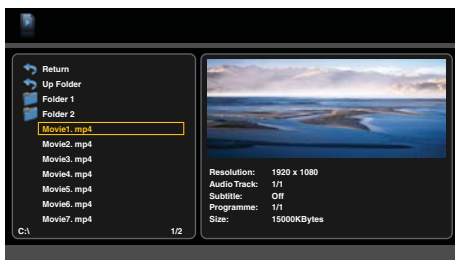 Return
Up Folder
Folder 1
Folder 2
Movie1. mp4
Movie2. mp4
Movie3. mp4
Movie4. mp4
Movie5. mp4
Movie6. mp4
Movie7. mp4
C:\ 1/2
Resolution: 1920 x 1080
Audio Track: 1/1
Subtitle: Off
Programme: 1/1
Size: 15000KBytes